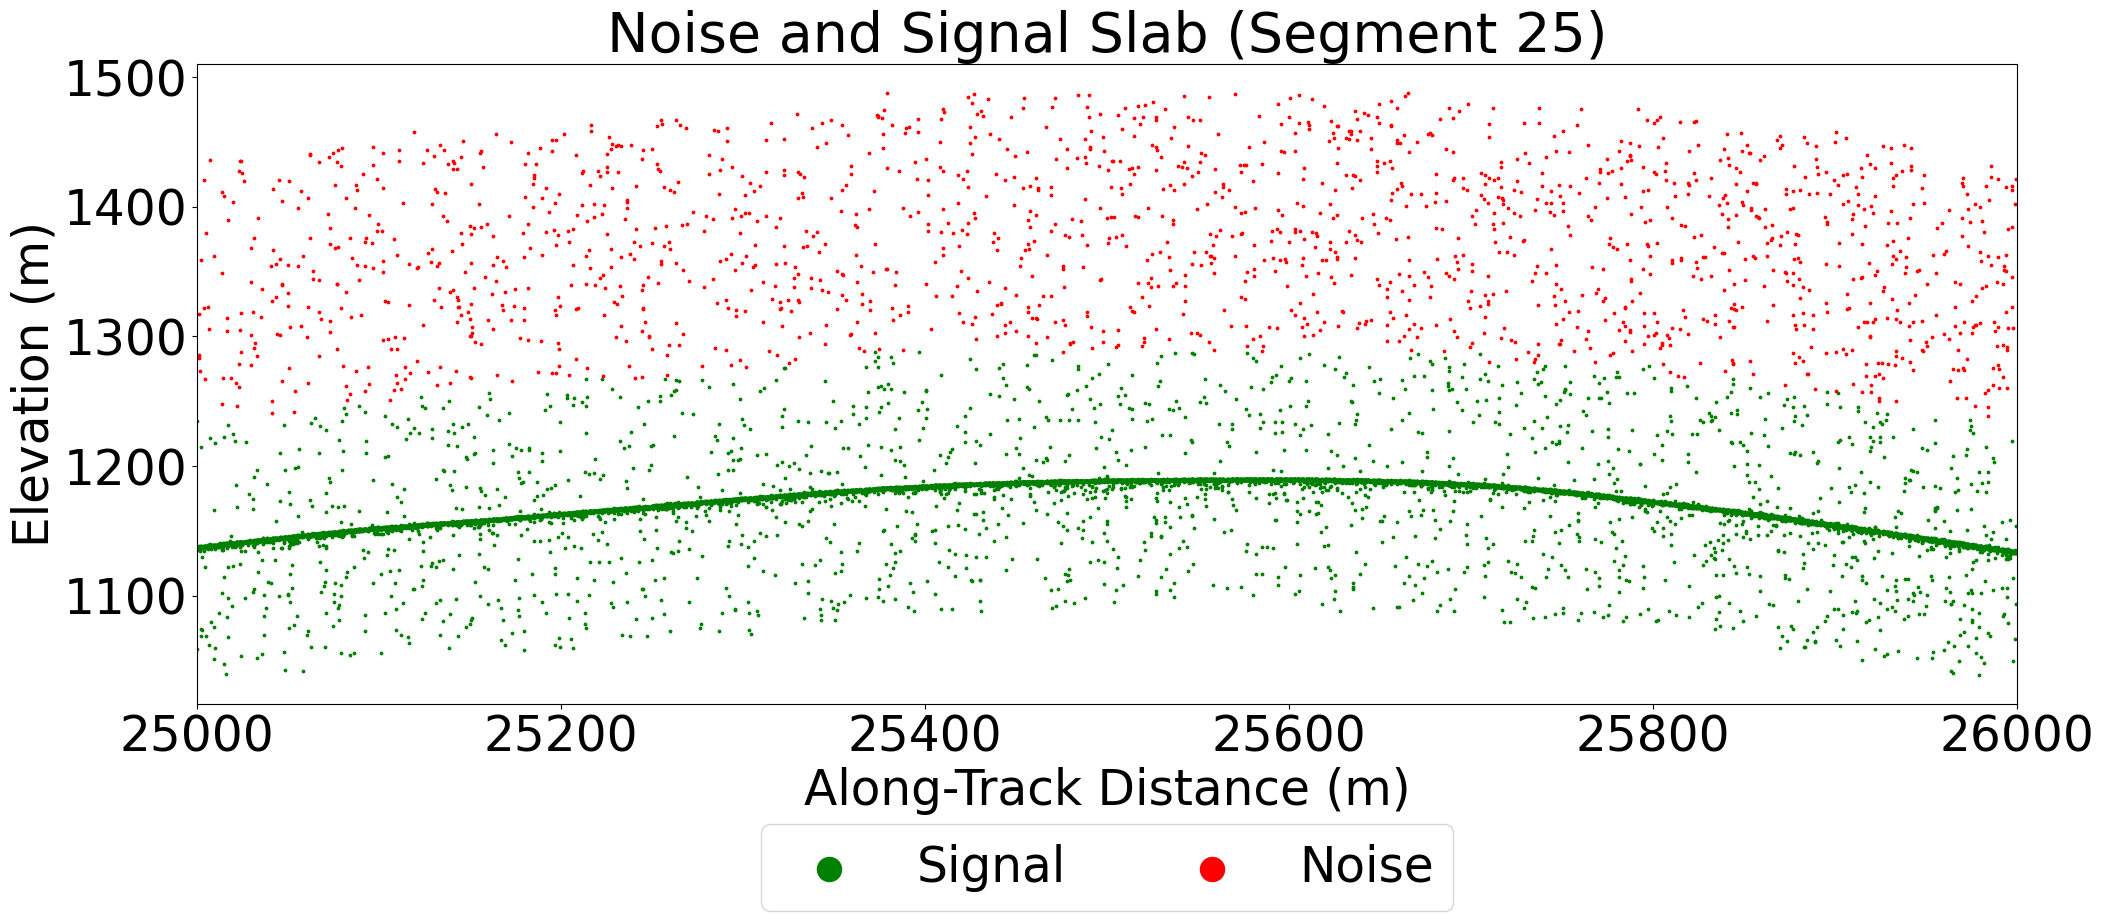 Noise and Signal Slab (Segment 25)
Elevation (m)
1500
1400
1300
1200
1100
25000 25200 25400 25600 25800 26000
Along-Track Distance (m)
Signal Noise